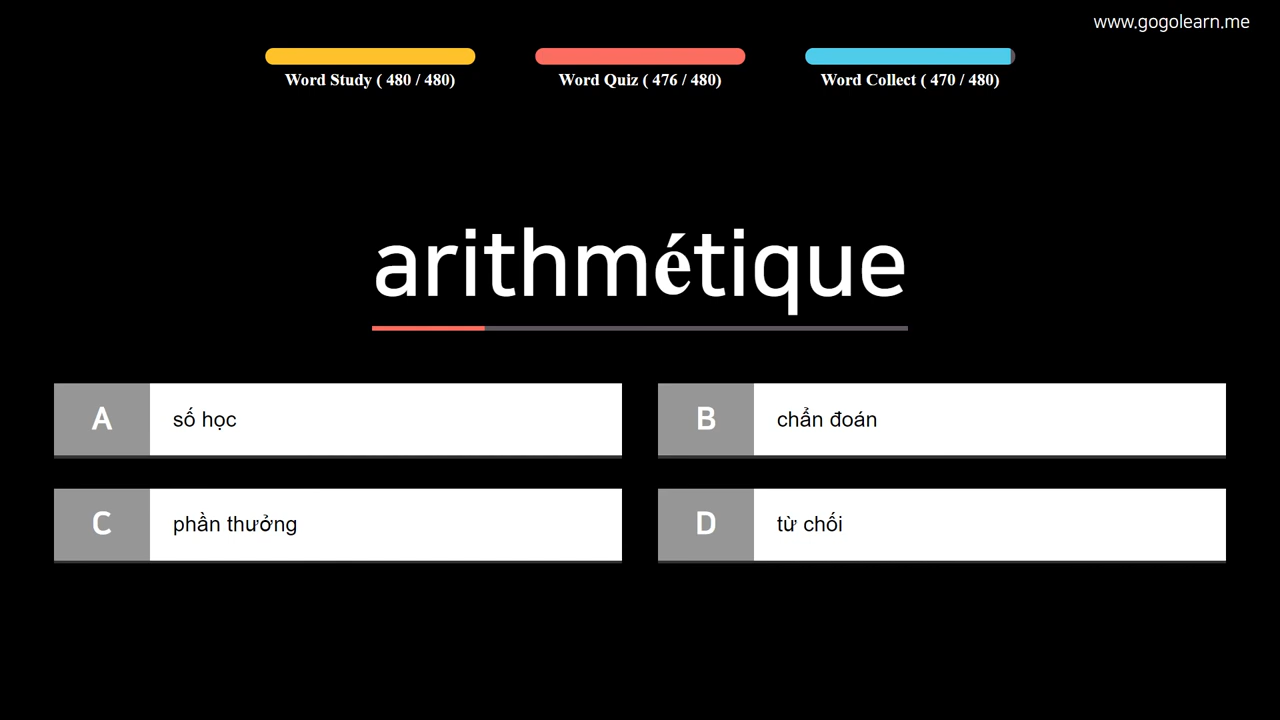 www.gogolearn.me
Word Study ( 480 / 480)
Word Quiz ( 476 / 480)
Word Collect ( 470 / 480)
arithmétique
A số học
B chẩn đoán
C phần thưởng
D từ chối